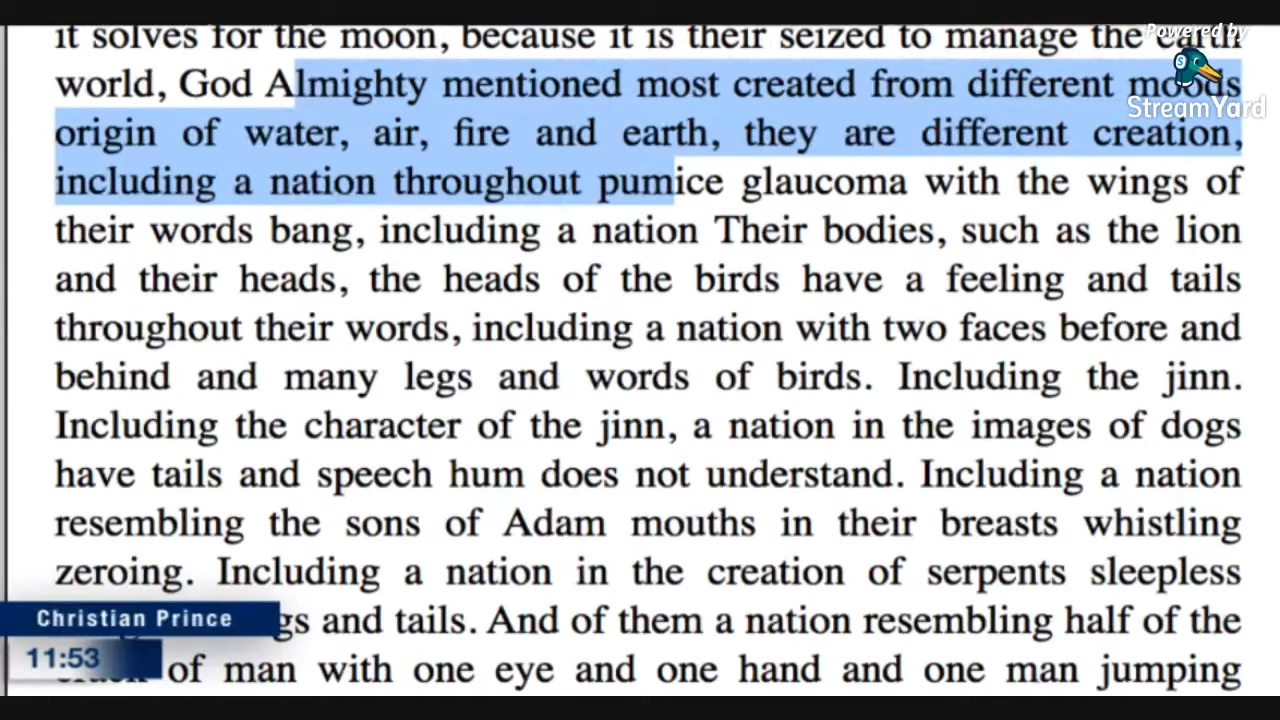 it solves for the moon, because it is their seized to manage the earth
world, God Almighty mentioned most created from different moods
origin of water, air, fire and earth, they are different creation,
including a nation throughout pumice glaucoma with the wings of
their words bang, including a nation Their bodies, such as the lion
and their heads, the heads of the birds have a feeling and tails
throughout their words, including a nation with two faces before and
behind and many legs and words of birds. Including the jinn.
Including the character of the jinn, a nation in the images of dogs
have tails and speech hum does not understand. Including a nation
resembling the sons of Adam mouths in their breasts whistling
zeroing. Including a nation in the creation of serpents sleepless
and tails. And of them a nation resembling half of the
of man with one eye and one hand and one man jumping
Powered by
StreamYard
Christian Prince
11:53